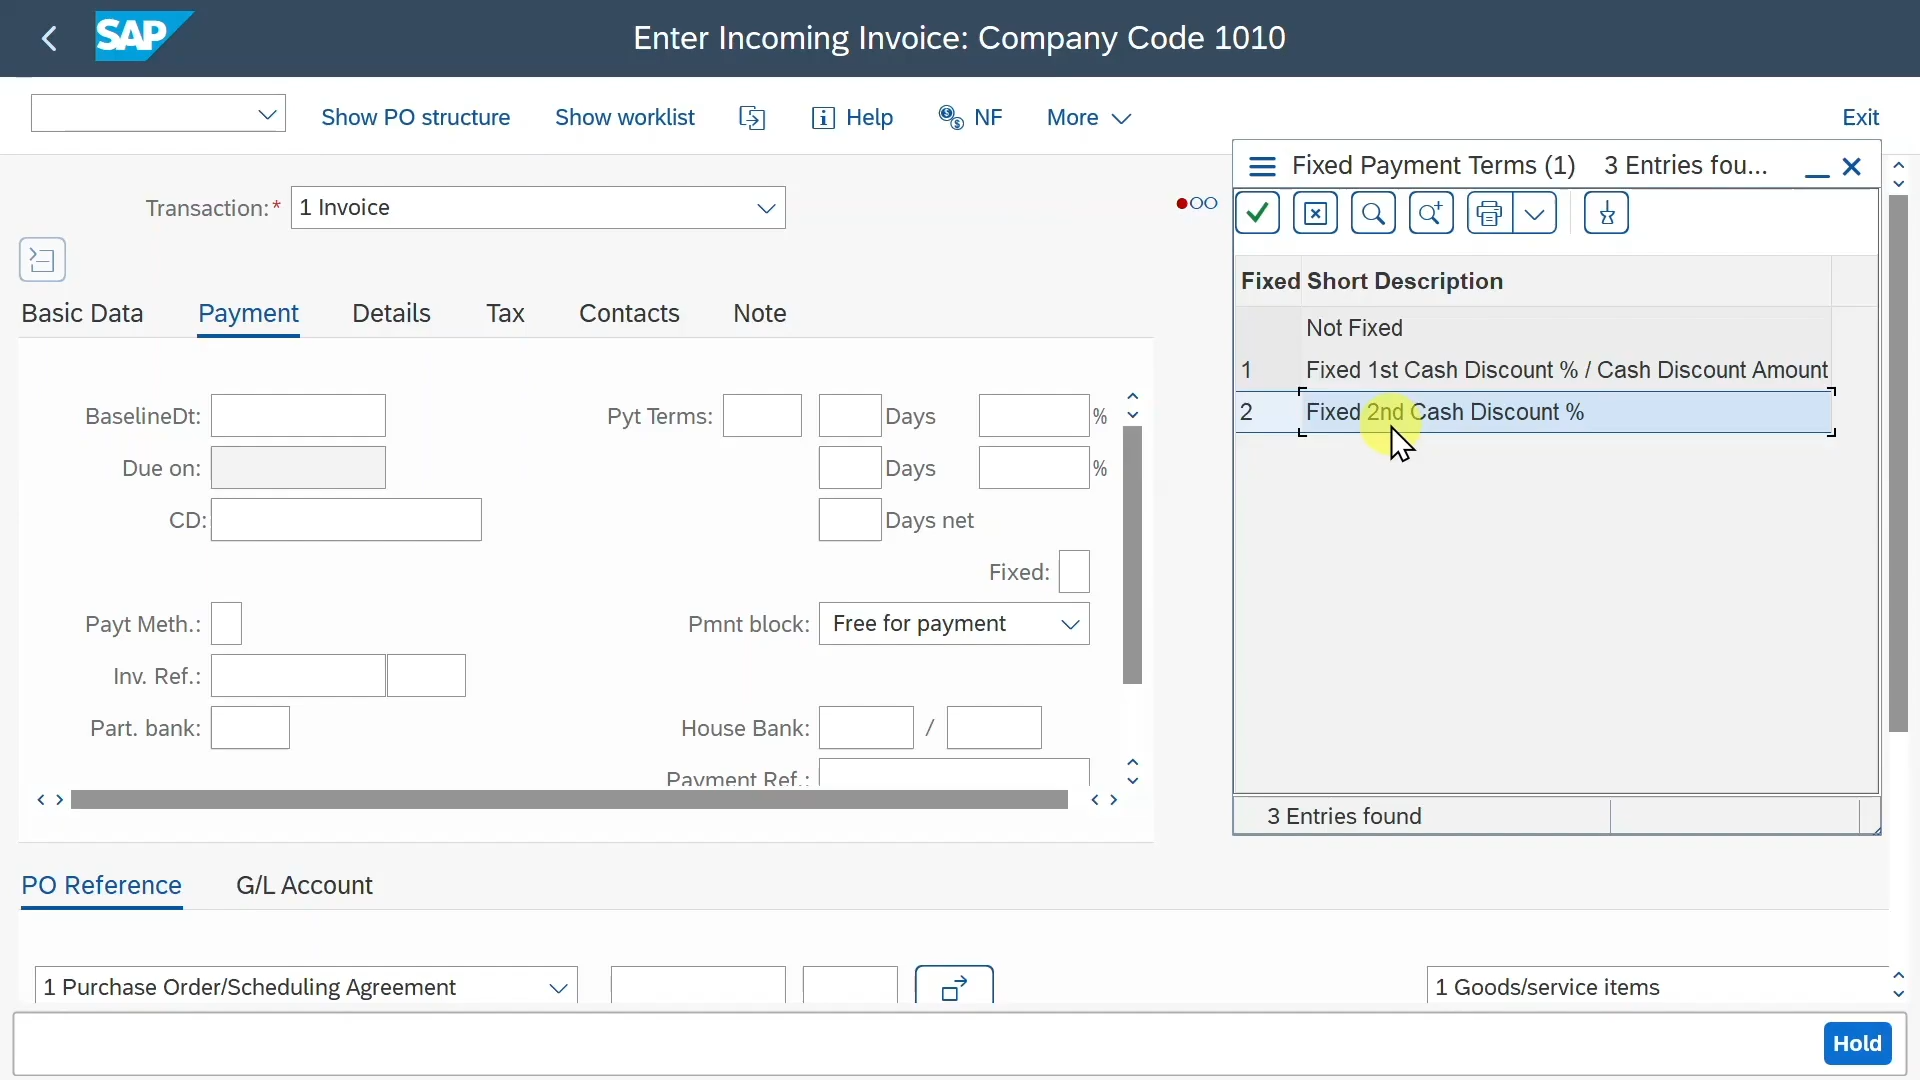 SAP
Enter Incoming Invoice: Company Code 1010
Show PO structure
Show worklist
Help
NF
More
Exit
Transaction:* 1 Invoice
Basic Data
Payment
Details
Tax
Contacts
Note
BaselineDt:
Pyt Terms:
Days
%
Due on:
Days
%
CD:
Days net
Fixed:
Payt Meth.:
Pmnt block: Free for payment
Inv. Ref.:
Part. bank:
House Bank: /
Payment Ref.:
Fixed Payment Terms (1) 3 Entries fou...
Fixed Short Description
Not Fixed
1 Fixed 1st Cash Discount % / Cash Discount Amount
2 Fixed 2nd Cash Discount %
3 Entries found
PO Reference
G/L Account
1 Purchase Order/Scheduling Agreement
1 Goods/service items
Hold